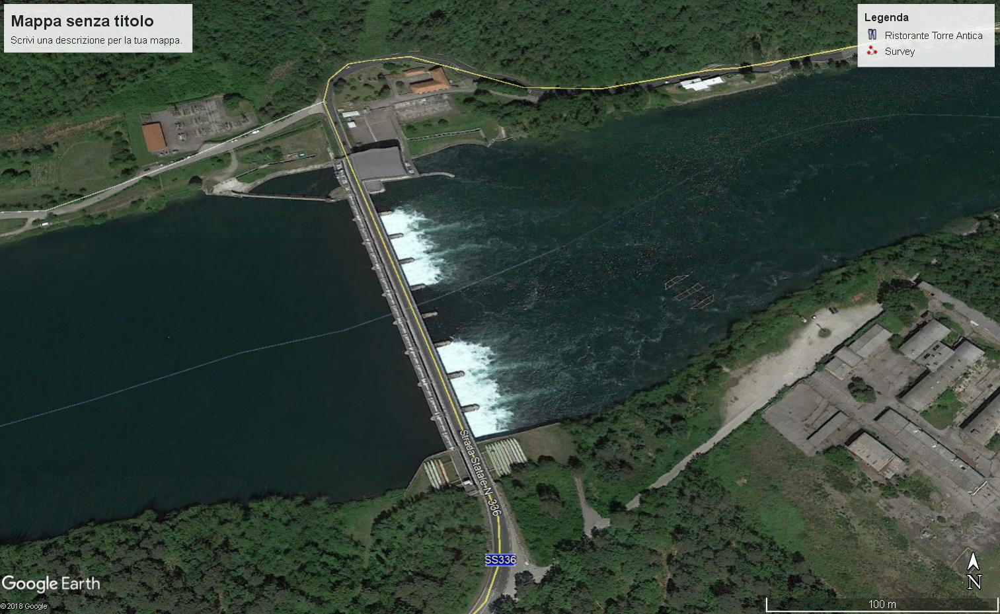 Mappa senza titolo
Scrivi una descrizione per la tua mappa.
Legenda
Ristorante Torre Antica
Survey
Strada Statale N. 336
SS336
Google Earth
©2018 Google
N
100 m